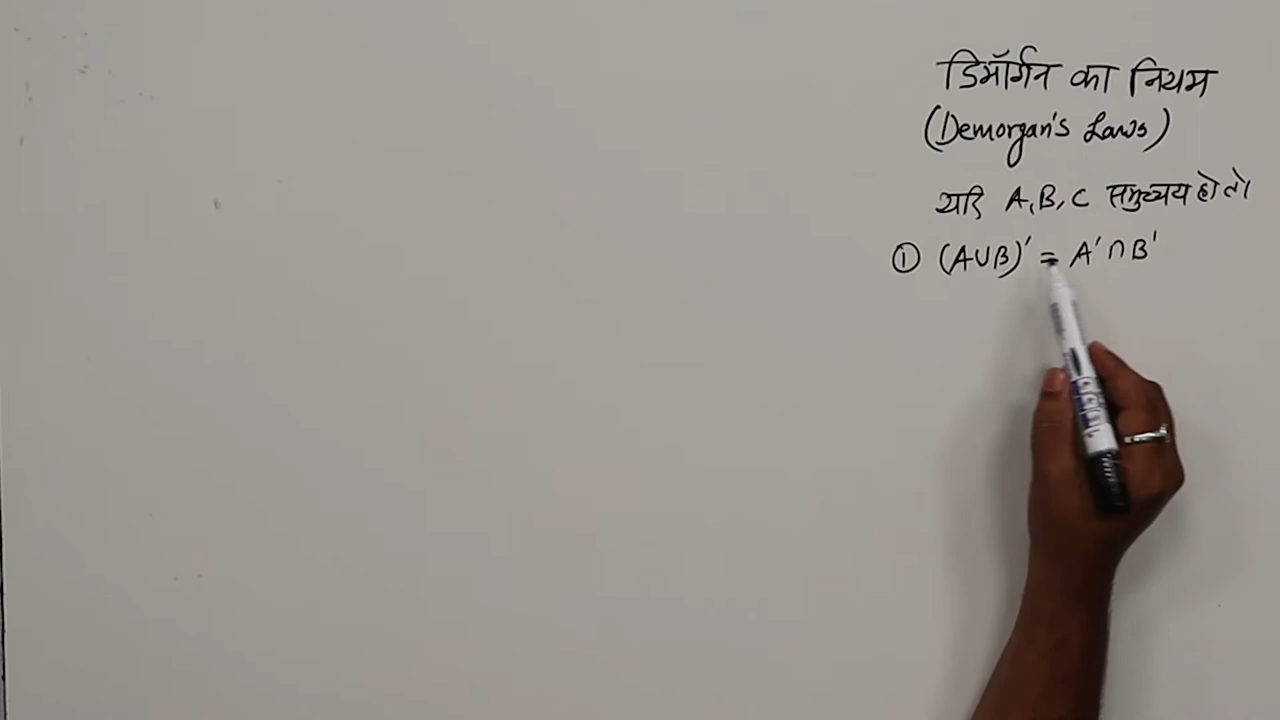 डिमॉर्गन का नियम
(Demorgan's Laws)
यदि A, B, C समुच्चय हो तो।
① (A∪B)' = A' ∩ B'